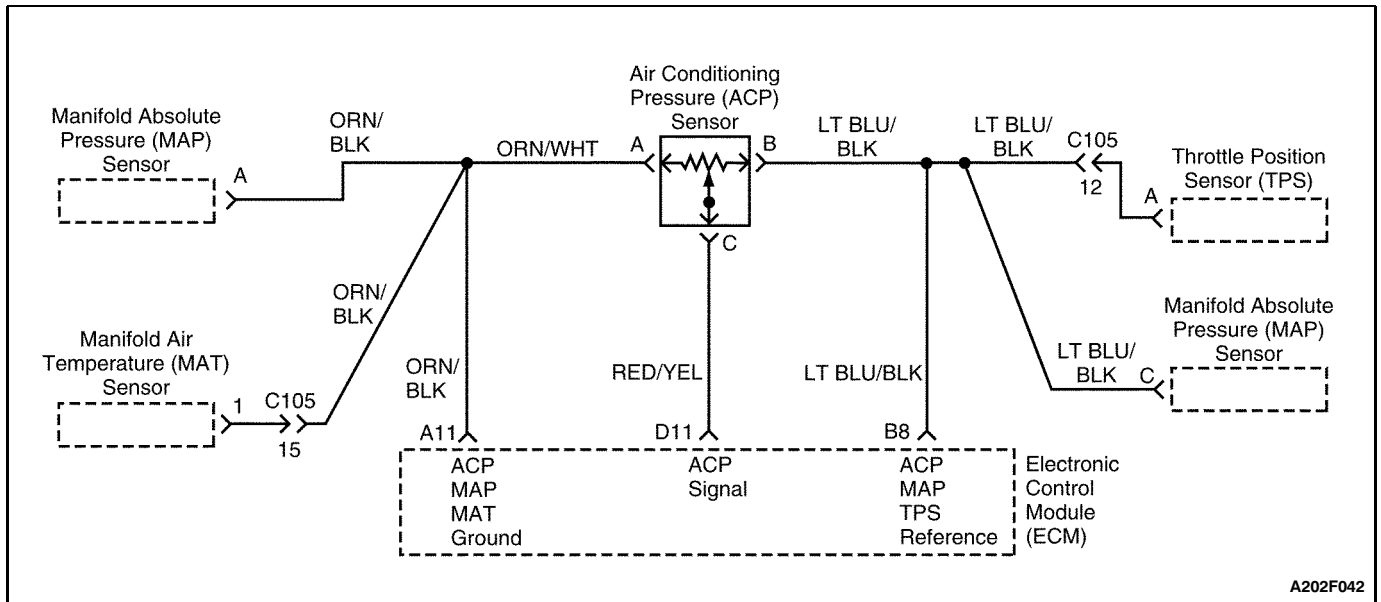 Air Conditioning
Pressure (ACP)
Sensor
Manifold Absolute
Pressure (MAP)
Sensor
A
ORN/
BLK
ORN/WHT
A
B
C
LT BLU/
BLK
LT BLU/
BLK
C105
12
A
Throttle Position
Sensor (TPS)
Manifold Air
Temperature (MAT)
Sensor
1
C105
15
ORN/
BLK
ORN/
BLK
RED/YEL
LT BLU/BLK
LT BLU/
BLK
C
Manifold Absolute
Pressure (MAP)
Sensor
A11
D11
B8
ACP
MAP
MAT
Ground
ACP
Signal
ACP
MAP
TPS
Reference
Electronic
Control
Module
(ECM)
A202F042